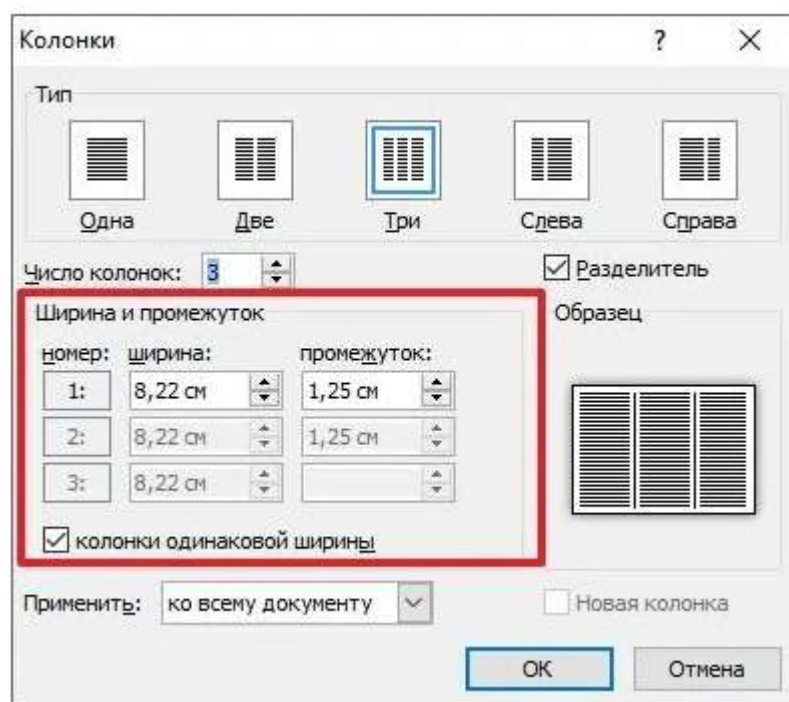 Колонки ? ×
Тип
Одна Две Три Слева Справа
Число колонок: 3 Разделитель
Ширина и промежуток Образец
номер: ширина: промежуток:
1: 8,22 см 1,25 см
2: 8,22 см 1,25 см
3: 8,22 см
колонки одинаковой ширины
Применить: ко всему документу Новая колонка
ОК Отмена